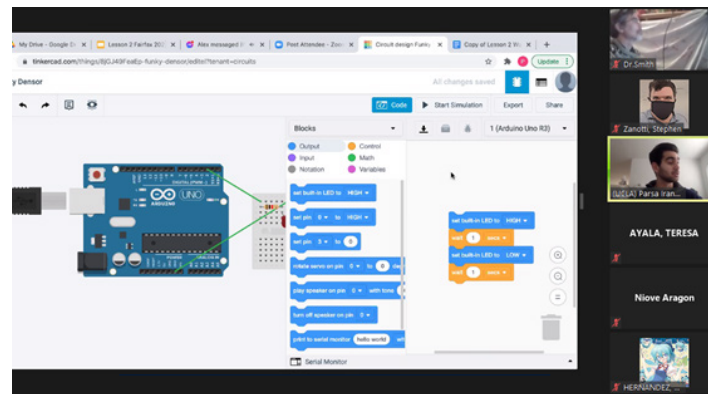 My Drive - Google Dr
Lesson 2 Fairfax 202
Alex messaged
Post Attendee - Zoom
Circuit design Funky
Copy of Lesson 2 W
Update
tinkercad.com/things/
funky-densor/editel?tenant=circuits
y Densor
All changes saved
Code
Start Simulation
Export
Share
Blocks
1 (Arduino Uno R3)
Output
Control
Input
Math
Notation
Variables
set built-in LED to HIGH
set pin 0 to HIGH
set pin 3 to 0
rotate servo on pin 0 to 0
play speaker on pin 0 with tone
turn off speaker on pin 0
print to serial monitor hello world
Serial Monitor
set built-in LED to HIGH
wait 1 secs
set built-in LED to LOW
wait 1 secs
UNO
ARDUINO
Dr.Smith
Zanotti, Stephen
(UCLA) Parsa Iran...
AYALA, TERESA
Niove Aragon
HERNANDEZ, ...